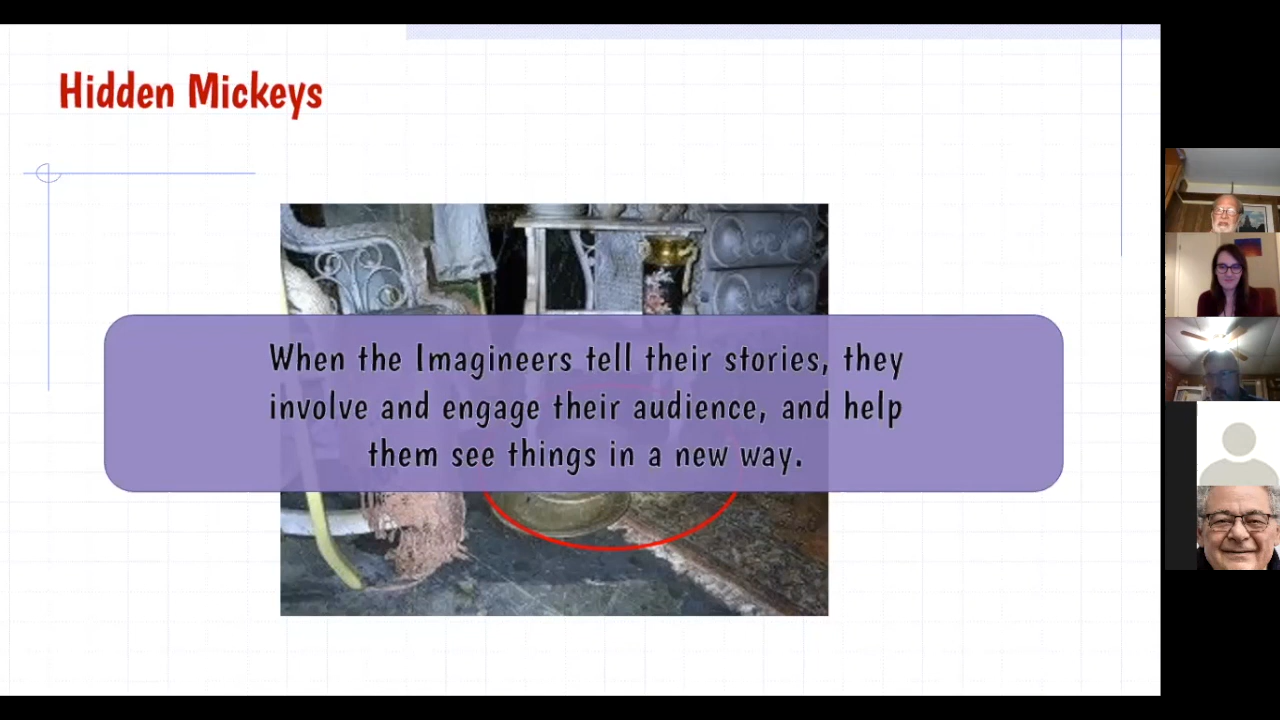 Hidden Mickeys
When the Imagineers tell their stories, they
involve and engage their audience, and help
them see things in a new way.